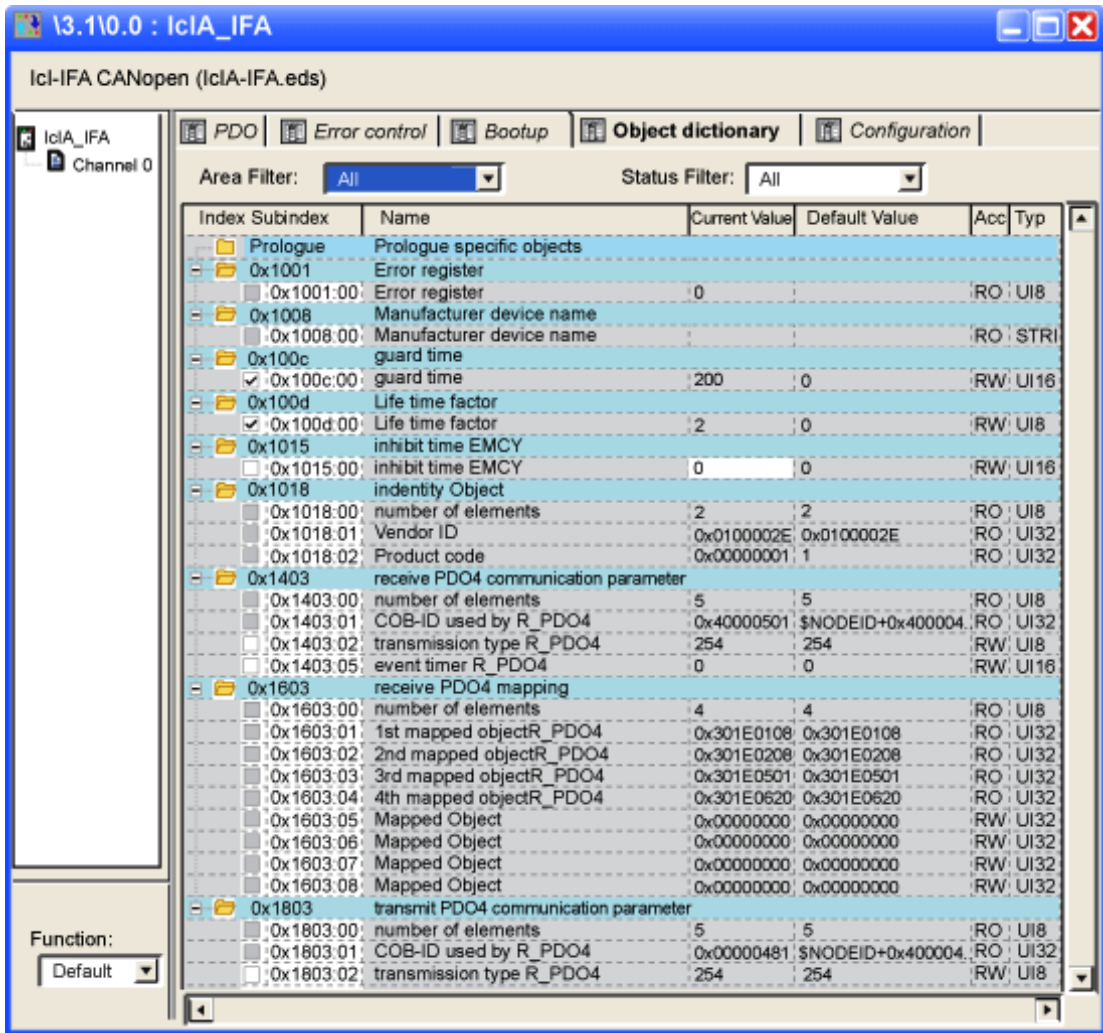 \3.1\0.0 : IcIA_IFA
IcI-IFA CANopen (IcIA-IFA.eds)
IcIA_IFA
Channel 0
PDO Error control Bootup Object dictionary Configuration
Area Filter: All Status Filter: All
Index Subindex Name Current Value Default Value Acc Typ
Prologue Prologue specific objects
0x1001 Error register
0x1001:00 Error register 0 RO UI8
0x1008 Manufacturer device name
0x1008:00 Manufacturer device name RO STRI
0x100c guard time
0x100c:00 guard time 200 0 RW UI16
0x100d Life time factor
0x100d:00 Life time factor 2 0 RW UI8
0x1015 inhibit time EMCY
0x1015:00 inhibit time EMCY 0 0 RW UI16
0x1018 indentity Object
0x1018:00 number of elements 2 2 RO UI8
0x1018:01 Vendor ID 0x0100002E 0x0100002E RO UI32
0x1018:02 Product code 0x00000001 1 RO UI32
0x1403 receive PDO4 communication parameter
0x1403:00 number of elements 5 5 RO UI8
0x1403:01 COB-ID used by R_PDO4 0x40000501 $NODEID+0x400004. RO UI32
0x1403:02 transmission type R_PDO4 254 254 RW UI8
0x1403:05 event timer R_PDO4 0 0 RW UI16
0x1603 receive PDO4 mapping
0x1603:00 number of elements 4 4 RO UI8
0x1603:01 1st mapped objectR_PDO4 0x301E0108 0x301E0108 RO UI32
0x1603:02 2nd mapped objectR_PDO4 0x301E0208 0x301E0208 RO UI32
0x1603:03 3rd mapped objectR_PDO4 0x301E0501 0x301E0501 RO UI32
0x1603:04 4th mapped objectR_PDO4 0x301E0620 0x301E0620 RO UI32
0x1603:05 Mapped Object 0x00000000 0x00000000 RW UI32
0x1603:06 Mapped Object 0x00000000 0x00000000 RW UI32
0x1603:07 Mapped Object 0x00000000 0x00000000 RW UI32
0x1603:08 Mapped Object 0x00000000 0x00000000 RW UI32
0x1803 transmit PDO4 communication parameter
0x1803:00 number of elements 5 5 RO UI8
0x1803:01 COB-ID used by R_PDO4 0x00000481 $NODEID+0x400004. RO UI32
0x1803:02 transmission type R_PDO4 254 254 RW UI8
Function:
Default